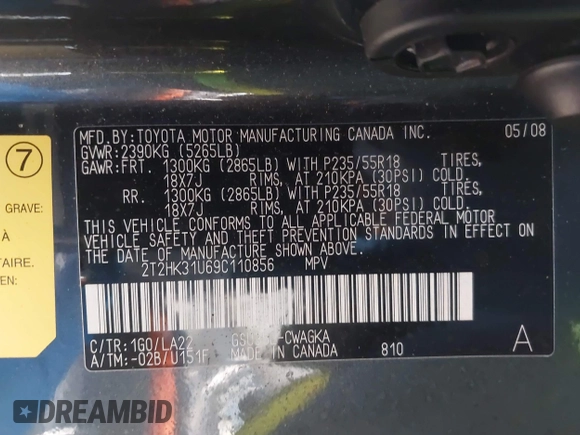 MFD.BY:TOYOTA MOTOR MANUFACTURING CANADA INC. 05/08
GVWR:2390KG (5265LB)
GAWR:FRT. 1300KG (2865LB) WITH P235/55R18 TIRES,
18X7J RIMS, AT 210KPA (30PSI) COLD.
RR. 1300KG (2865LB) WITH P235/55R18 TIRES,
18X7J RIMS, AT 210KPA (30PSI) COLD.
THIS VEHICLE CONFORMS TO ALL APPLICABLE FEDERAL MOTOR
VEHICLE SAFETY AND THEFT PREVENTION STANDARDS IN EFFECT ON
THE DATE OF MANUFACTURE SHOWN ABOVE.
2T2HK31U69C110856 MPV
C/TR:1G0/LA22 -CWAGKA
A/TM:-02B/U151F MADE IN CANADA 810 A
7
GRAVE:
À
TAIRE.
EN:
DREAMBID